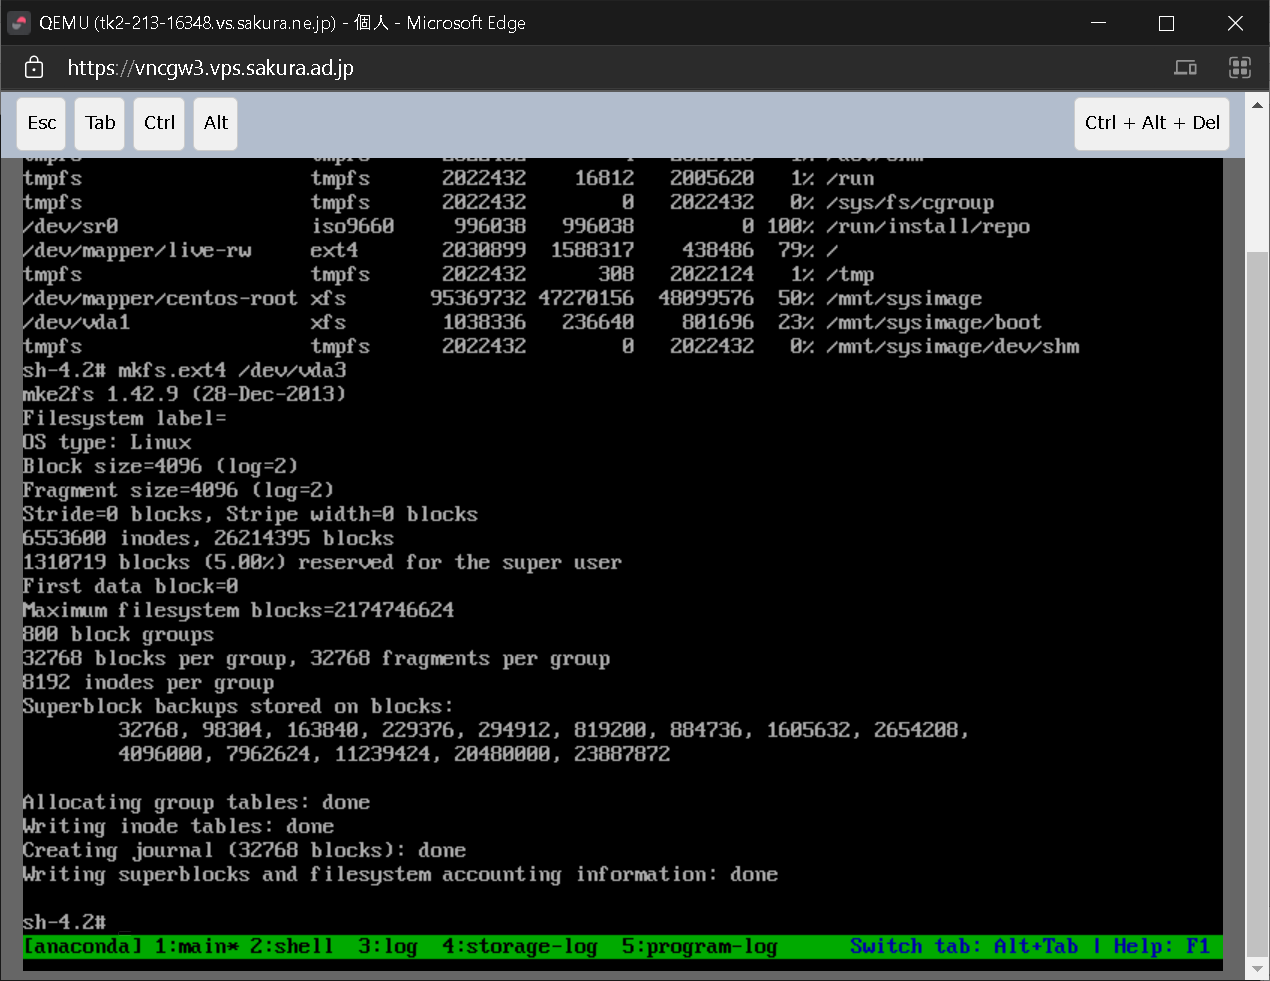 QEMU (tk2-213-16348.vs.sakura.ne.jp) - 個人 - Microsoft Edge
https://vncgw3.vps.sakura.ad.jp
Esc Tab Ctrl Alt Ctrl + Alt + Del
tmpfs tmpfs 2022432 16812 2005620 1% /run
tmpfs tmpfs 2022432 0 2022432 0% /sys/fs/cgroup
/dev/sr0 iso9660 996038 996038 0 100% /run/install/repo
/dev/mapper/live-rw ext4 2030899 1588317 438486 79% /
tmpfs tmpfs 2022432 308 2022124 1% /tmp
/dev/mapper/centos-root xfs 95369732 47270156 48099576 50% /mnt/sysimage
/dev/vda1 xfs 1038336 236640 801696 23% /mnt/sysimage/boot
tmpfs tmpfs 2022432 0 2022432 0% /mnt/sysimage/dev/shm
sh-4.2# mkfs.ext4 /dev/vda3
mke2fs 1.42.9 (28-Dec-2013)
Filesystem label=
OS type: Linux
Block size=4096 (log=2)
Fragment size=4096 (log=2)
Stride=0 blocks, Stripe width=0 blocks
6553600 inodes, 26214395 blocks
1310719 blocks (5.00%) reserved for the super user
First data block=0
Maximum filesystem blocks=2174746624
800 block groups
32768 blocks per group, 32768 fragments per group
8192 inodes per group
Superblock backups stored on blocks:
32768, 98304, 163840, 229376, 294912, 819200, 884736, 1605632, 2654208,
4096000, 7962624, 11239424, 20480000, 23887872
Allocating group tables: done
Writing inode tables: done
Creating journal (32768 blocks): done
Writing superblocks and filesystem accounting information: done
sh-4.2#
[anaconda] 1:main* 2:shell 3:log 4:storage-log 5:program-log Switch tab: Alt+Tab | Help: F1